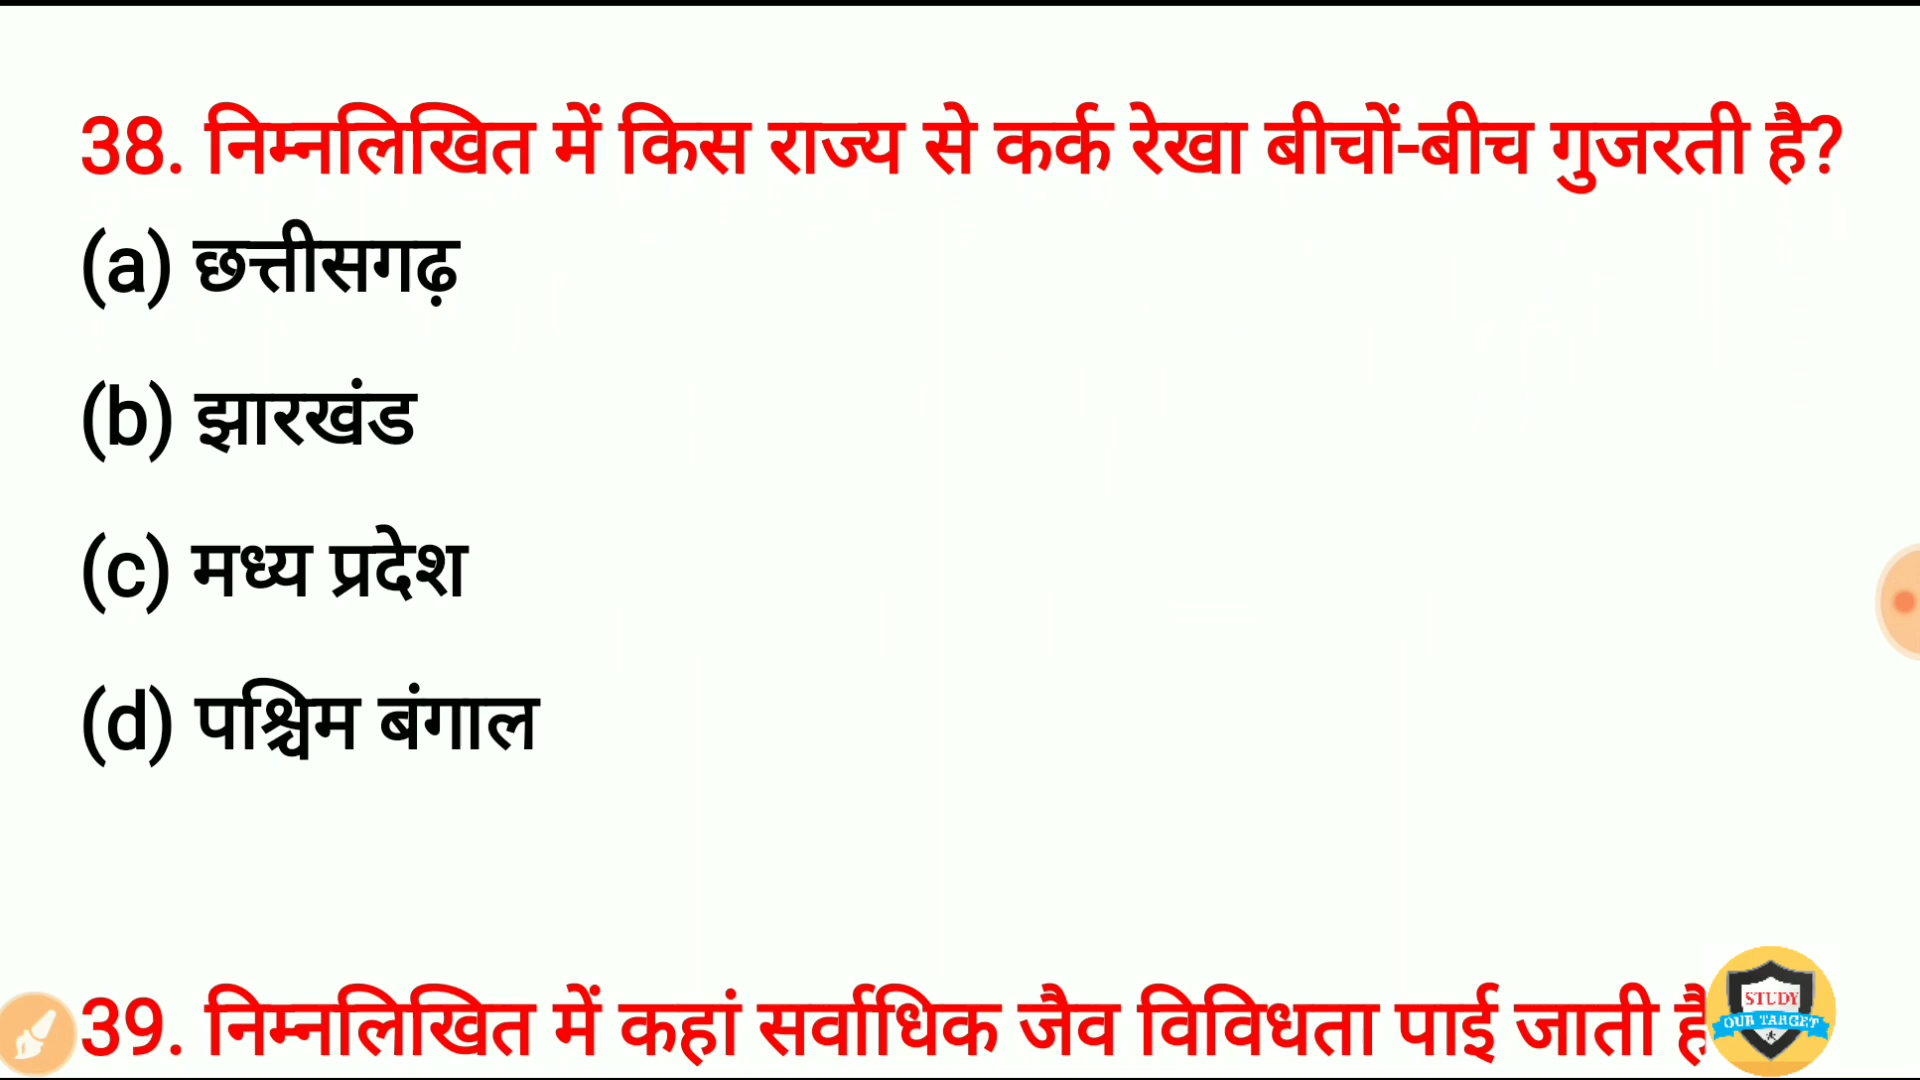 38. निम्नलिखित में किस राज्य से कर्क रेखा बीचों-बीच गुजरती है?
(a) छत्तीसगढ़
(b) झारखंड
(c) मध्य प्रदेश
(d) पश्चिम बंगाल
39. निम्नलिखित में कहां सर्वाधिक जैव विविधता पाई जाती है
STUDY
OUR TARGET